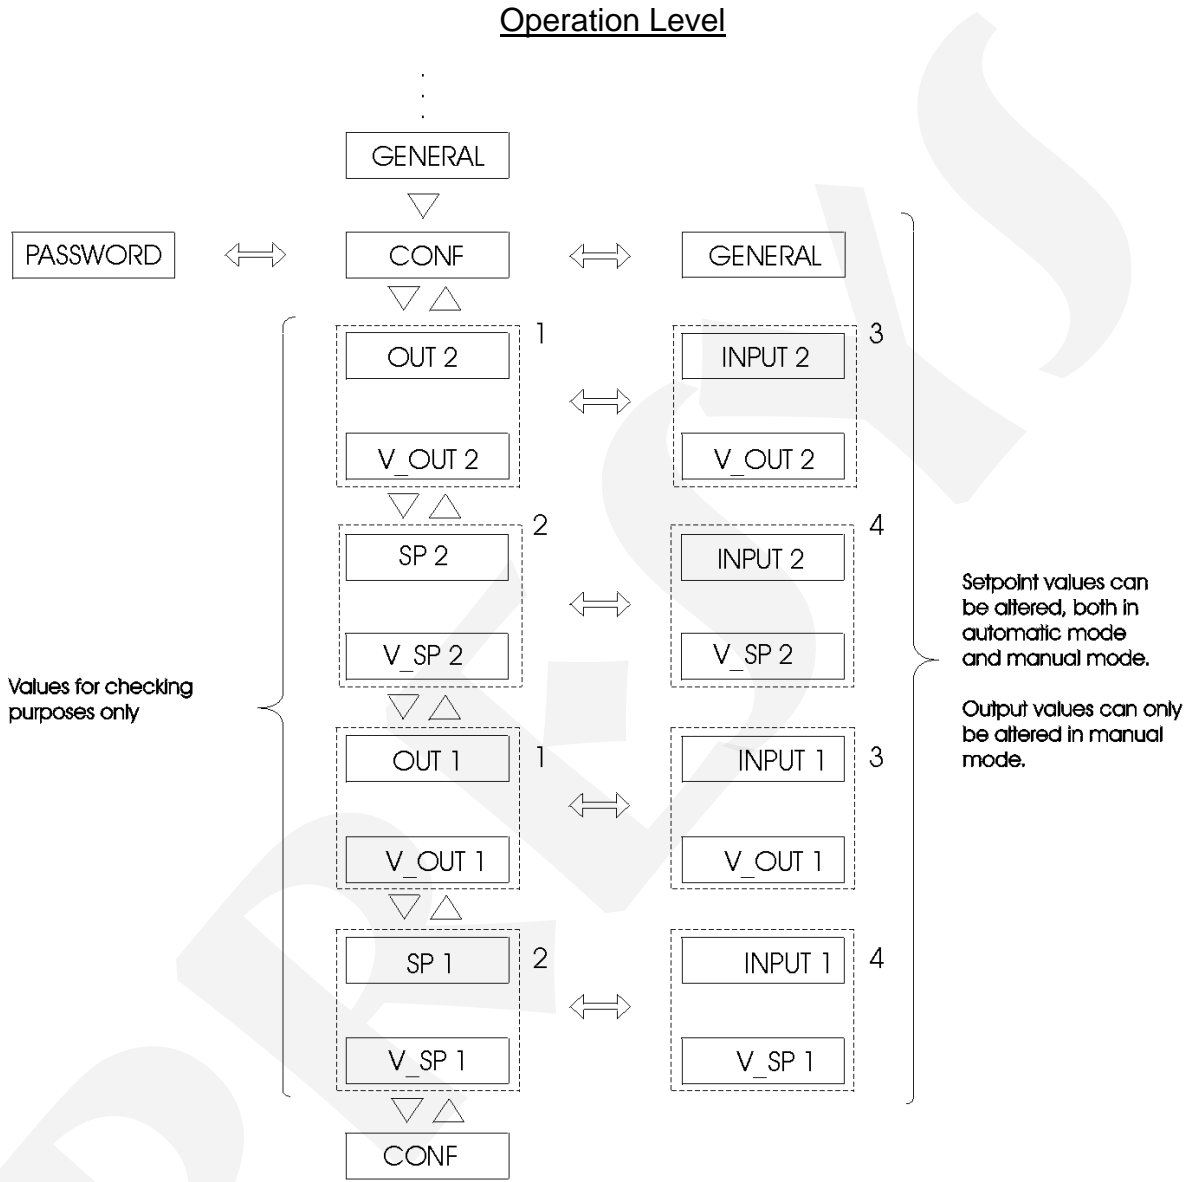 Operation Level
GENERAL
PASSWORD
CONF
GENERAL
1
OUT 2
V_OUT 2
3
INPUT 2
V_OUT 2
2
SP 2
V_SP 2
4
INPUT 2
V_SP 2
Values for checking
purposes only
Setpoint values can
be altered, both in
automatic mode
and manual mode.
Output values can only
be altered in manual
mode.
1
OUT 1
V_OUT 1
3
INPUT 1
V_OUT 1
2
SP 1
V_SP 1
4
INPUT 1
V_SP 1
CONF
PRESYS